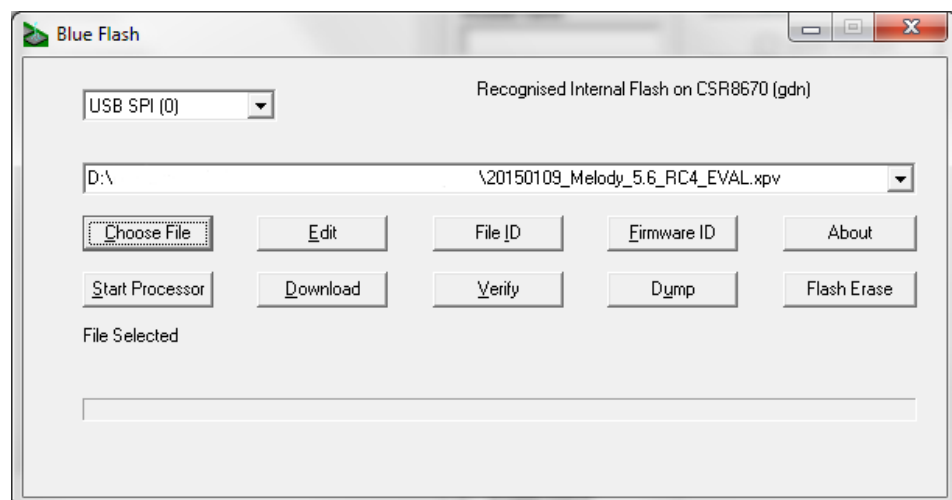 Blue Flash
USB SPI (0)
Recognised Internal Flash on CSR8670 (gdn)
D:\ \20150109_Melody_5.6_RC4_EVAL.xpv
Choose File Edit File ID Firmware ID About
Start Processor Download Verify Dump Flash Erase
File Selected